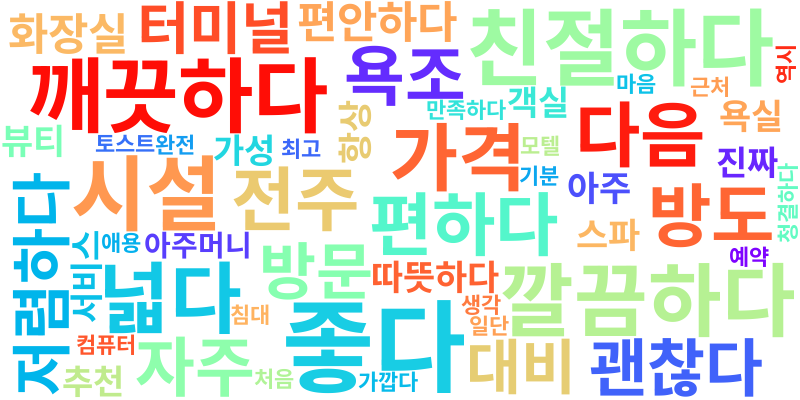 화장실
터미널
편안하다
친절하다
역시
깨끗하다
욕조
마음
근처
만족하다
객실
욕실
뷰티
토스트완전
가성
최고
항상
가격
모텔
다음
진짜
시설
전주
기분
아주
방도
청결하다
저렴하다
서비스
애용
아주머니
편하다
스파
예약
넓다
방문
따뜻하다
깔끔하다
침대
생각
일단
컴퓨터
좋다
추천
자주
처음
가깝다
대비
괜찮다